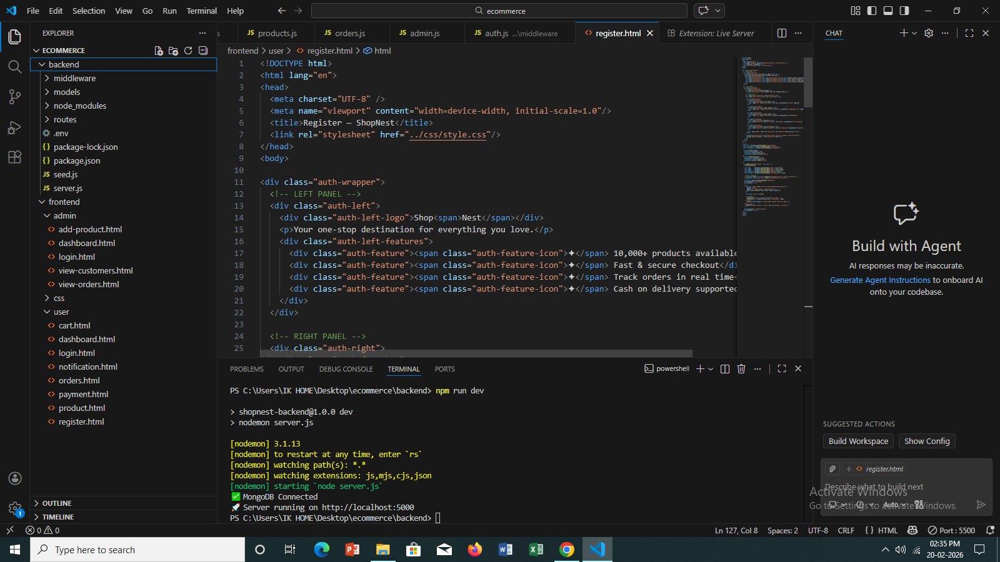 File Edit Selection View Go Run Terminal Help
ecommerce
EXPLORER
ECOMMERCE
backend
middleware
models
node_modules
routes
.env
package-lock.json
package.json
seed.js
server.js
frontend
admin
add-product.html
dashboard.html
login.html
view-customers.html
view-orders.html
css
user
cart.html
dashboard.html
login.html
notification.html
orders.html
payment.html
product.html
register.html
OUTLINE
TIMELINE
s JS products.js JS orders.js JS admin.js JS auth.js ...\middleware register.html Extension: Live Server
frontend > user > register.html > html
1 <!DOCTYPE html>
2 <html lang="en">
3 <head>
4 <meta charset="UTF-8" />
5 <meta name="viewport" content="width=device-width, initial-scale=1.0"/>
6 <title>Register — ShopNest</title>
7 <link rel="stylesheet" href="../css/style.css"/>
8 </head>
9 <body>
10
11 <div class="auth-wrapper">
12 <!-- LEFT PANEL -->
13 <div class="auth-left">
14 <div class="auth-left-logo">Shop<span>Nest</span></div>
15 <p>Your one-stop destination for everything you love.</p>
16 <div class="auth-left-features">
17 <div class="auth-feature"><span class="auth-feature-icon">✦</span> 10,000+ products available
18 <div class="auth-feature"><span class="auth-feature-icon">✦</span> Fast & secure checkout</di
19 <div class="auth-feature"><span class="auth-feature-icon">✦</span> Track orders in real time<
20 <div class="auth-feature"><span class="auth-feature-icon">✦</span> Cash on delivery supported
21 </div>
22 </div>
23
24 <!-- RIGHT PANEL -->
25 <div class="auth-right">
PROBLEMS OUTPUT DEBUG CONSOLE TERMINAL PORTS
powershell
PS C:\Users\IK HOME\Desktop\ecommerce\backend> npm run dev
> shopnest-backend@1.0.0 dev
> nodemon server.js
[nodemon] 3.1.13
[nodemon] to restart at any time, enter `rs`
[nodemon] watching path(s): *.*
[nodemon] watching extensions: js,mjs,cjs,json
[nodemon] starting `node server.js`
✅ MongoDB Connected
🚀 Server running on http://localhost:5000
PS C:\Users\IK HOME\Desktop\ecommerce\backend>
CHAT
Build with Agent
AI responses may be inaccurate.
Generate Agent Instructions to onboard AI
onto your codebase.
SUGGESTED ACTIONS
Build Workspace Show Config
+ register.html
Describe what to build next
Auto
Activate Windows
Go to Settings to activate Windows.
0 0
Ln 127, Col 8 Spaces: 2 UTF-8 CRLF {} HTML Port : 5500
1
Type here to search
02:35 PM
20-02-2026